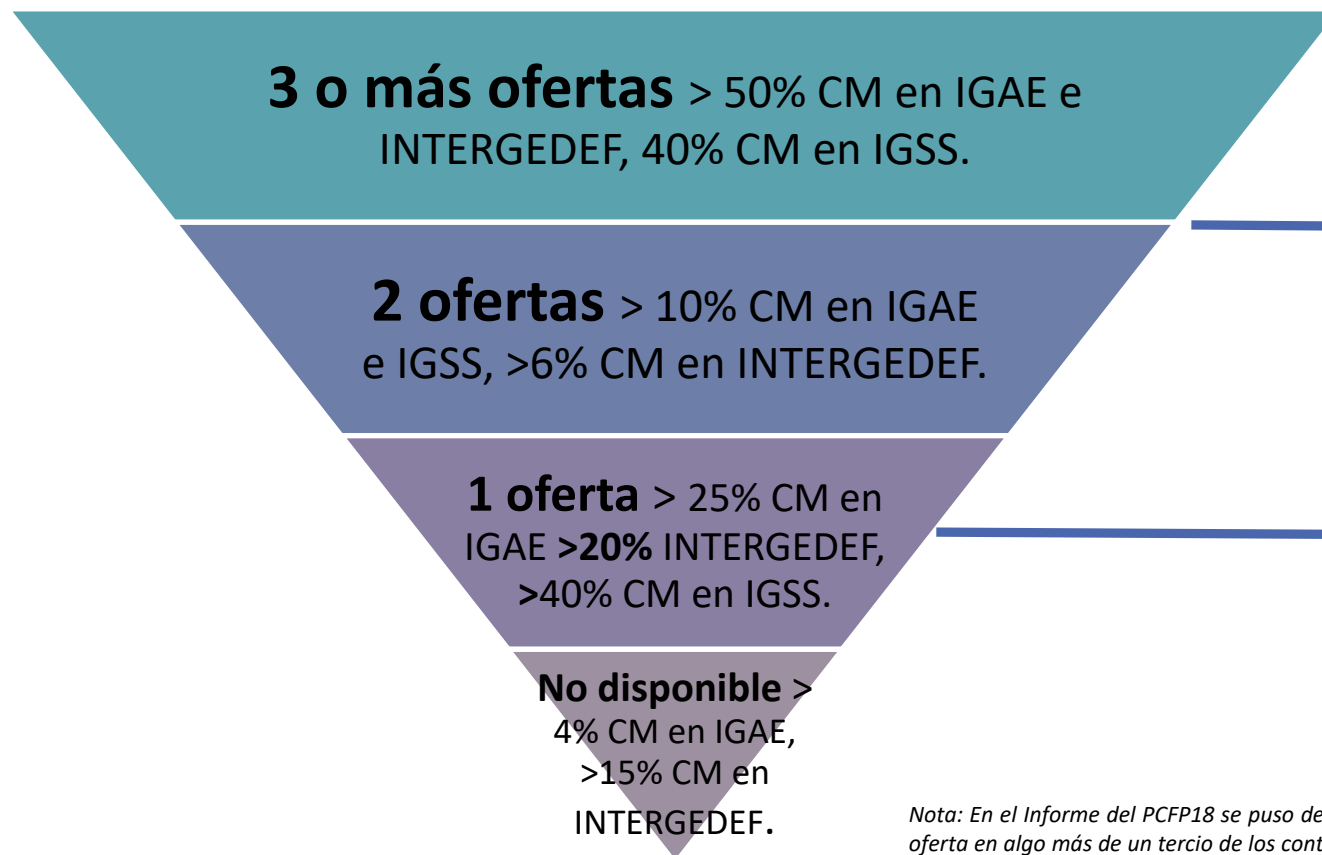 3 o más ofertas > 50% CM en IGAE e
INTERGEDEF, 40% CM en IGSS.
2 ofertas > 10% CM en IGAE
e IGSS, >6% CM en INTERGEDEF.
1 oferta > 25% CM en
IGAE >20% INTERGEDEF,
>40% CM en IGSS.
No disponible >
4% CM en IGAE,
>15% CM en
INTERGEDEF.
Nota: En el Informe del PCFP18 se puso de
oferta en algo más de un tercio de los cont